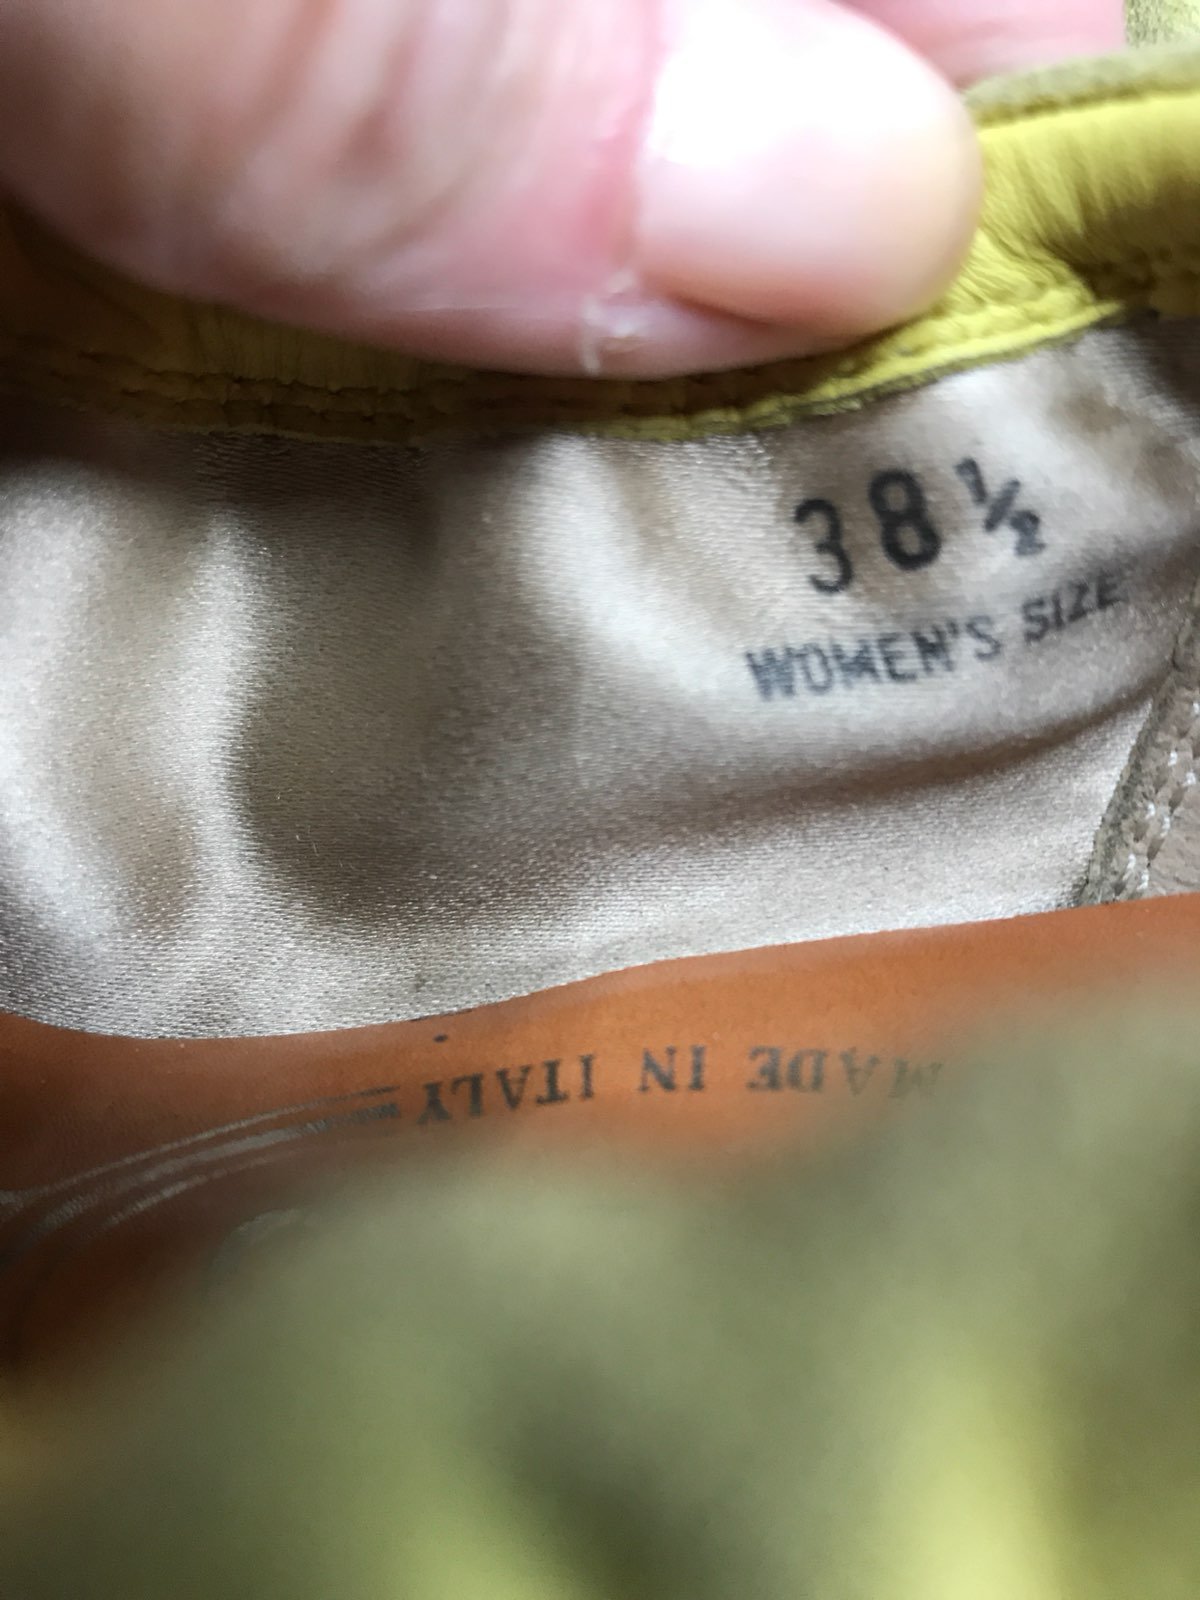 38 ½
WOMEN'S SIZE
MADE IN ITALY